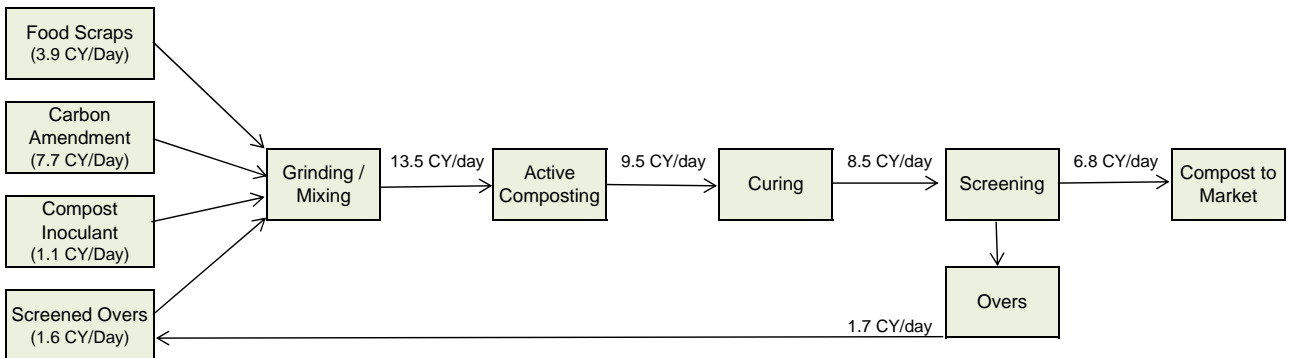 Food Scraps
(3.9 CY/Day)
Carbon
Amendment
(7.7 CY/Day)
Compost
Inoculant
(1.1 CY/Day)
Screened Overs
(1.6 CY/Day)
Grinding /
Mixing
13.5 CY/day
Active
Composting
9.5 CY/day
Curing
8.5 CY/day
Screening
6.8 CY/day
Compost to
Market
Overs
1.7 CY/day